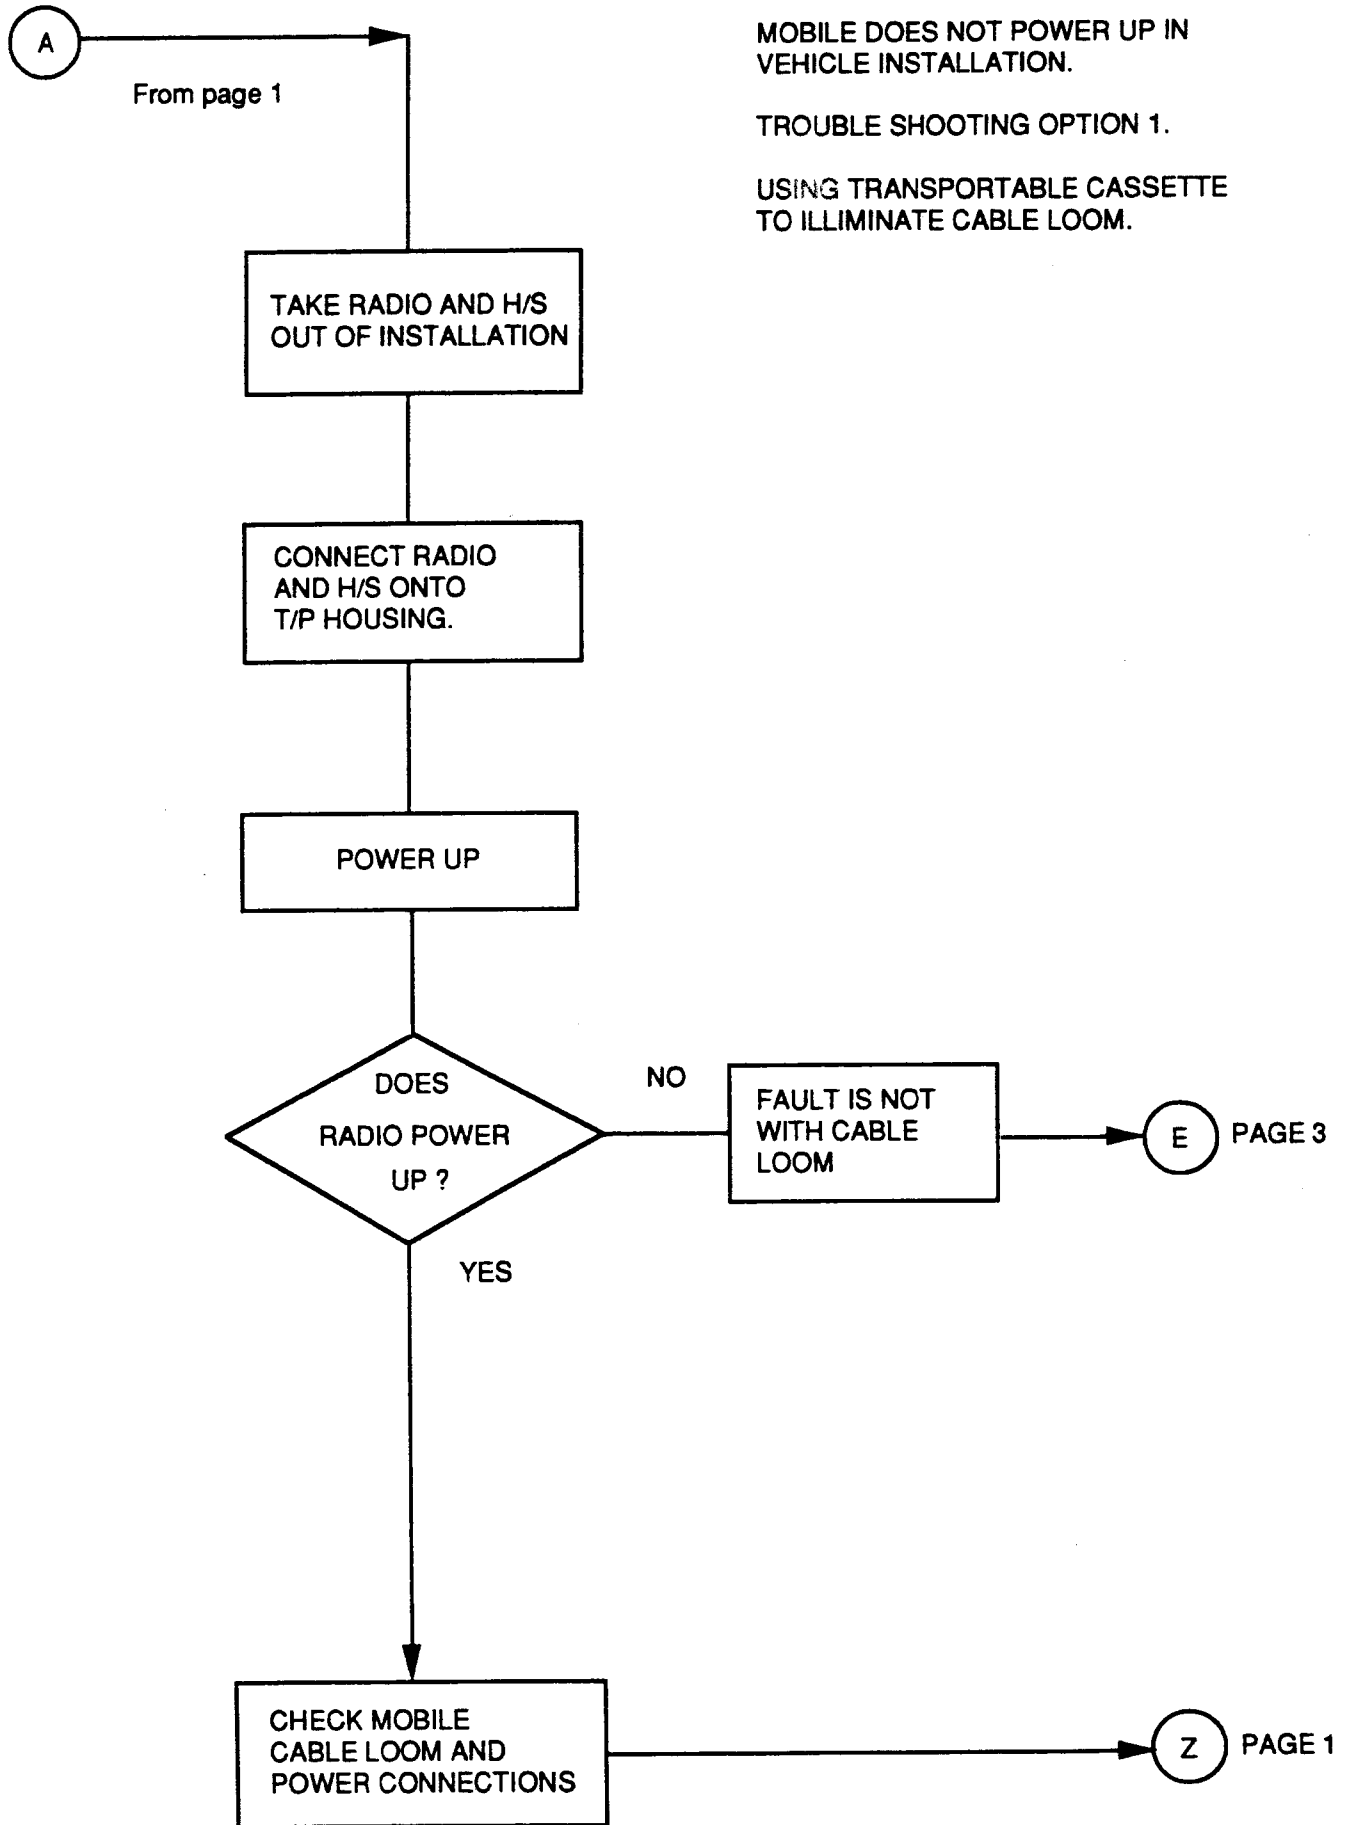 A
From page 1
MOBILE DOES NOT POWER UP IN
VEHICLE INSTALLATION.
TROUBLE SHOOTING OPTION 1.
USING TRANSPORTABLE CASSETTE
TO ILLIMINATE CABLE LOOM.
TAKE RADIO AND H/S
OUT OF INSTALLATION
CONNECT RADIO
AND H/S ONTO
T/P HOUSING.
POWER UP
DOES
RADIO POWER
UP ?
NO
FAULT IS NOT
WITH CABLE
LOOM
E
PAGE 3
YES
CHECK MOBILE
CABLE LOOM AND
POWER CONNECTIONS
Z
PAGE 1